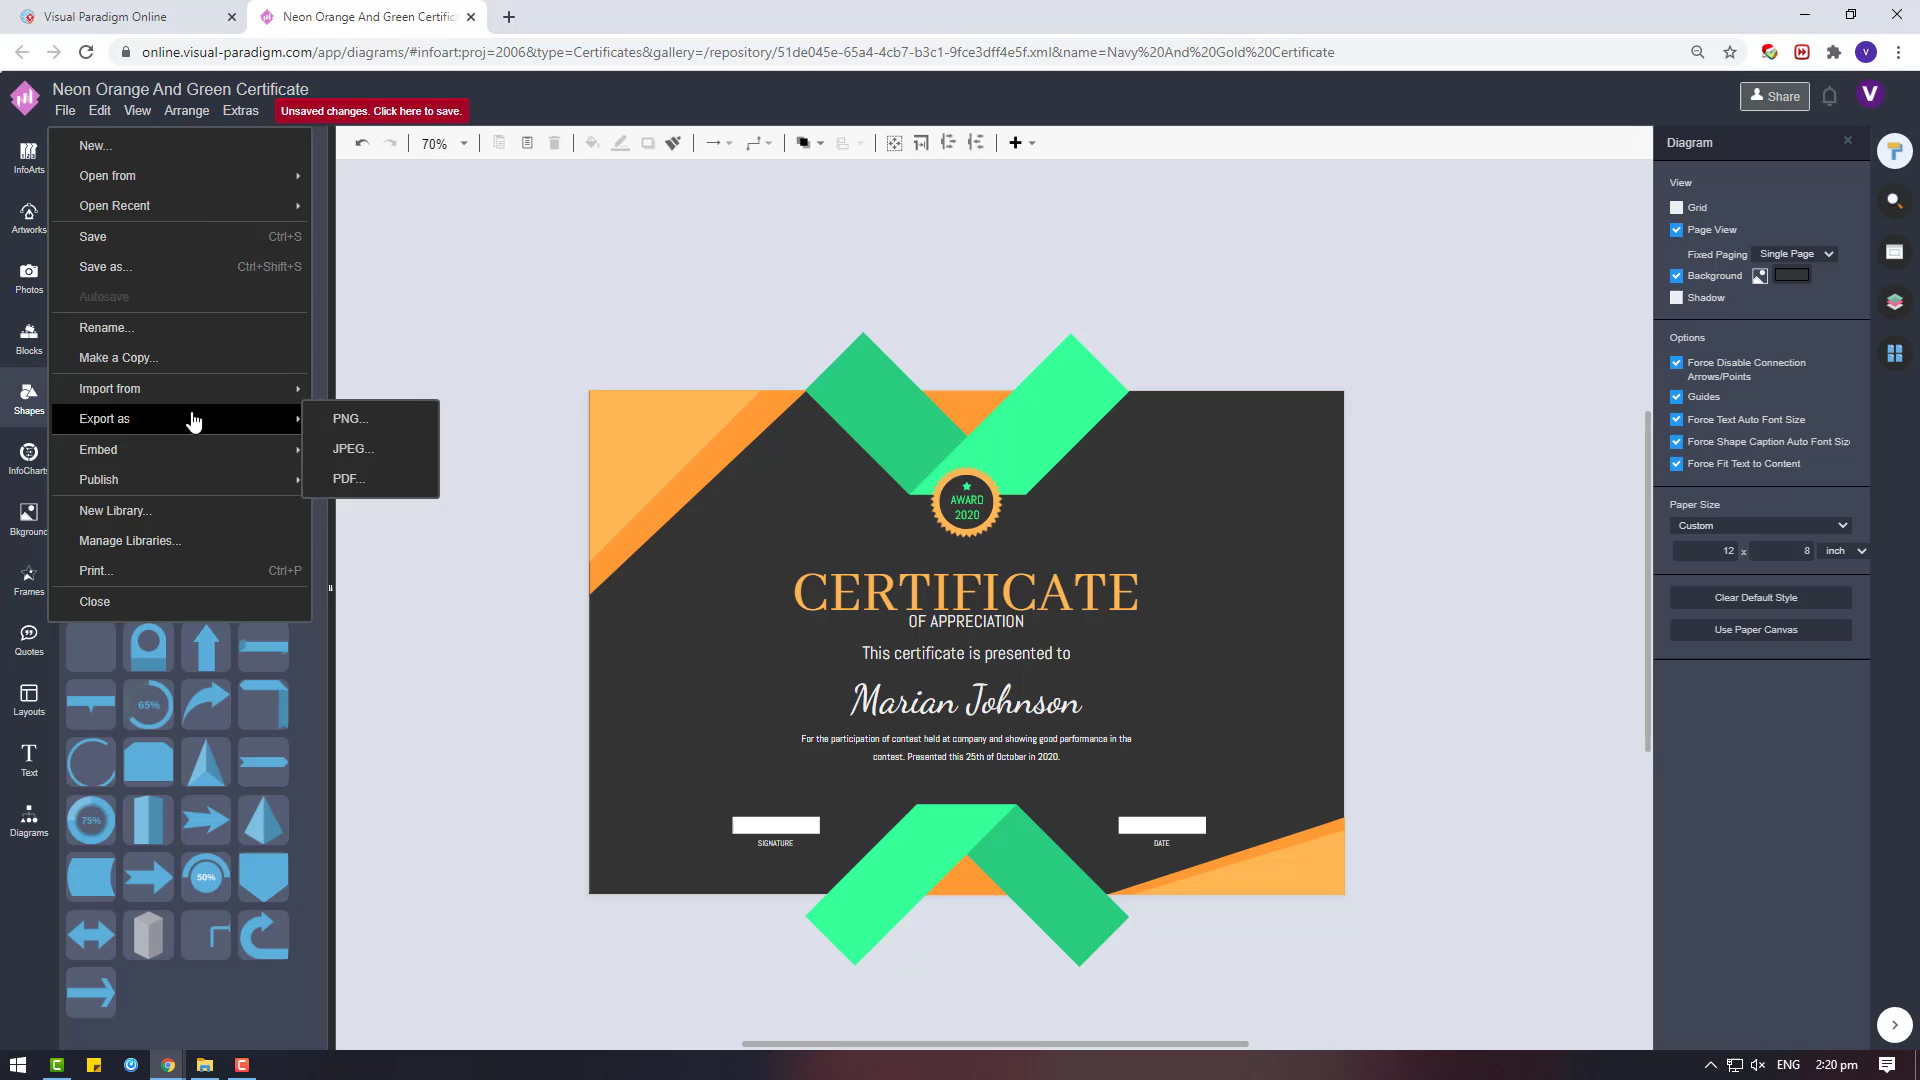 Visual Paradigm Online
Neon Orange And Green Certific
online.visual-paradigm.com/app/diagrams/#infoart:proj=2006&type=Certificates&gallery=/repository/51de045e-65a4-4cb7-b3c1-9fce3dff4e5f.xml&name=Navy%20And%20Gold%20Certificate
V
Neon Orange And Green Certificate
File Edit View Arrange Extras
Unsaved changes. Click here to save.
Share
V
InfoArts
Artworks
Photos
Blocks
Shapes
InfoCharts
Bkground
Frames
Quotes
Layouts
Text
Diagrams
New...
Open from
Open Recent
Save Ctrl+S
Save as... Ctrl+Shift+S
Autosave
Rename...
Make a Copy...
Import from
Export as
Embed
Publish
New Library...
Manage Libraries...
Print... Ctrl+P
Close
PNG...
JPEG...
PDF...
65%
75%
50%
70%
AWARD
2020
CERTIFICATE
OF APPRECIATION
This certificate is presented to
Marian Johnson
For the participation of contest held at company and showing good performance in the
contest. Presented this 25th of October in 2020.
SIGNATURE
DATE
Diagram
View
Grid
Page View
Fixed Paging Single Page
Background
Shadow
Options
Force Disable Connection
Arrows/Points
Guides
Force Text Auto Font Size
Force Shape Caption Auto Font Siz
Force Fit Text to Content
Paper Size
Custom
12 x 8 inch
Clear Default Style
Use Paper Canvas
ENG 2:20 pm